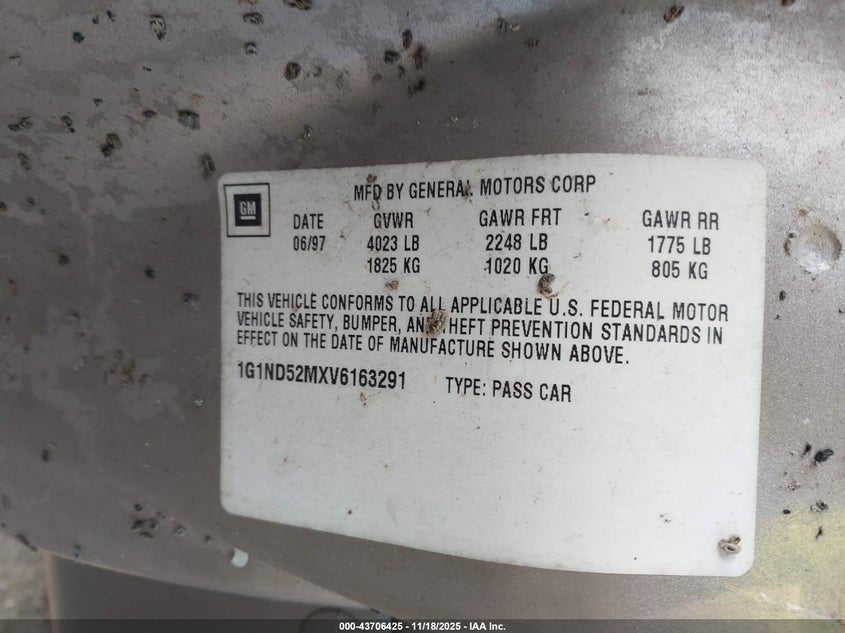 MFD BY GENERAL MOTORS CORP
GM
DATE GVWR GAWR FRT GAWR RR
06/97 4023 LB 2248 LB 1775 LB
1825 KG 1020 KG 805 KG
THIS VEHICLE CONFORMS TO ALL APPLICABLE U.S. FEDERAL MOTOR
VEHICLE SAFETY, BUMPER, AND THEFT PREVENTION STANDARDS IN
EFFECT ON THE DATE OF MANUFACTURE SHOWN ABOVE.
1G1ND52MXV6163291 TYPE: PASS CAR
000-43706425 - 11/18/2025 - IAA Inc.